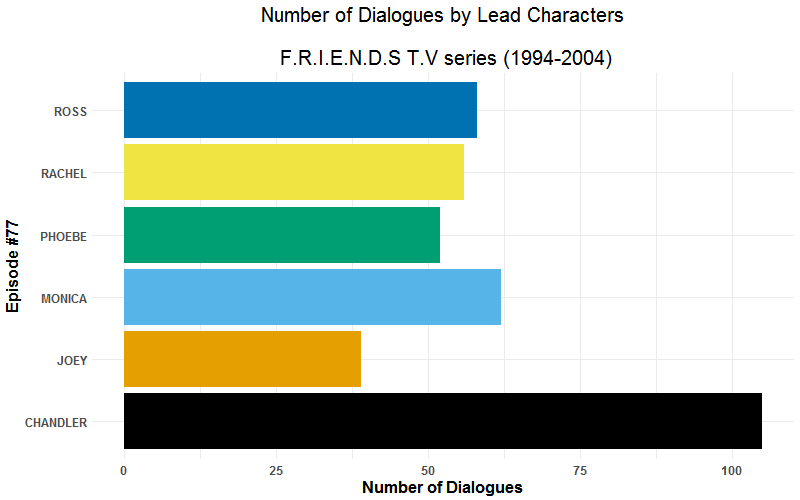 Number of Dialogues by Lead Characters
F.R.I.E.N.D.S T.V series (1994-2004)
Episode #77
ROSS
RACHEL
PHOEBE
MONICA
JOEY
CHANDLER
0 25 50 75 100
Number of Dialogues